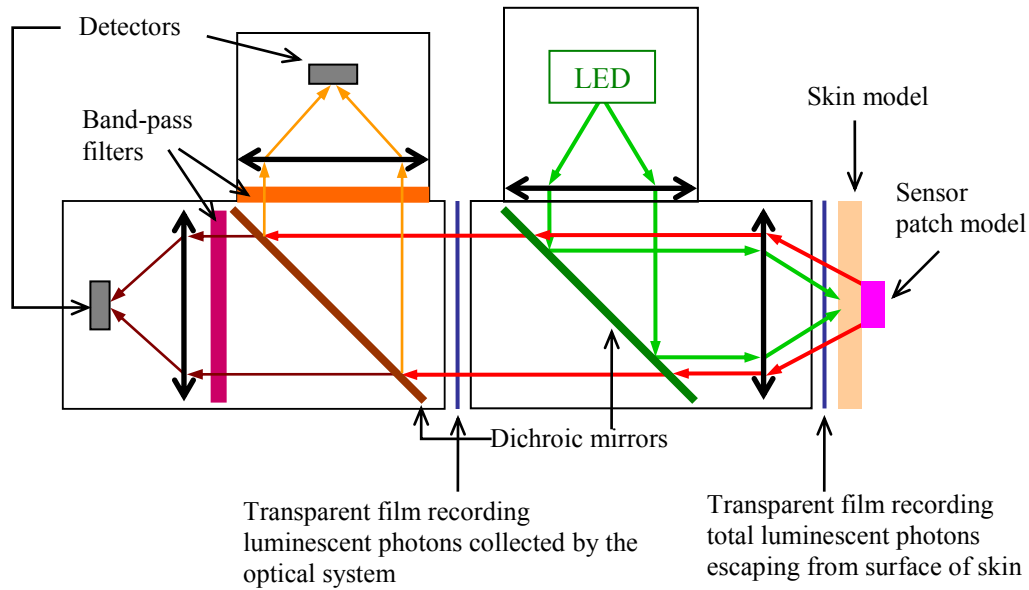 Detectors
LED
Skin model
Band-pass
filters
Sensor
patch model
Dichroic mirrors
Transparent film recording
luminescent photons collected by the
optical system
Transparent film recording
total luminescent photons
escaping from surface of skin